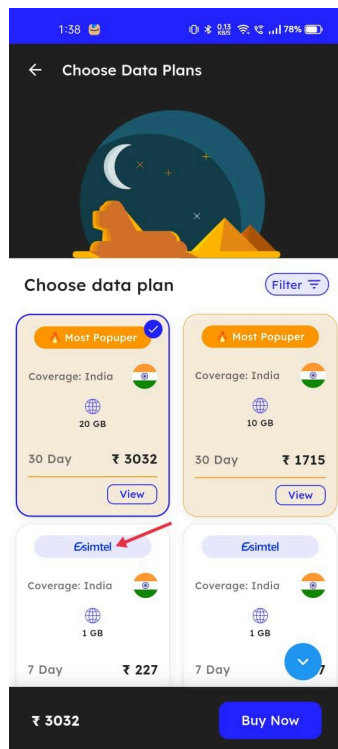 1:38
0.13 KB/S 78%
Choose Data Plans
Choose data plan
Filter
Most Popuper
Coverage: India
20 GB
30 Day ₹ 3032
View
Most Popuper
Coverage: India
10 GB
30 Day ₹ 1715
View
Esimtel
Coverage: India
1 GB
7 Day ₹ 227
Esimtel
Coverage: India
1 GB
7 Day
7
₹ 3032
Buy Now